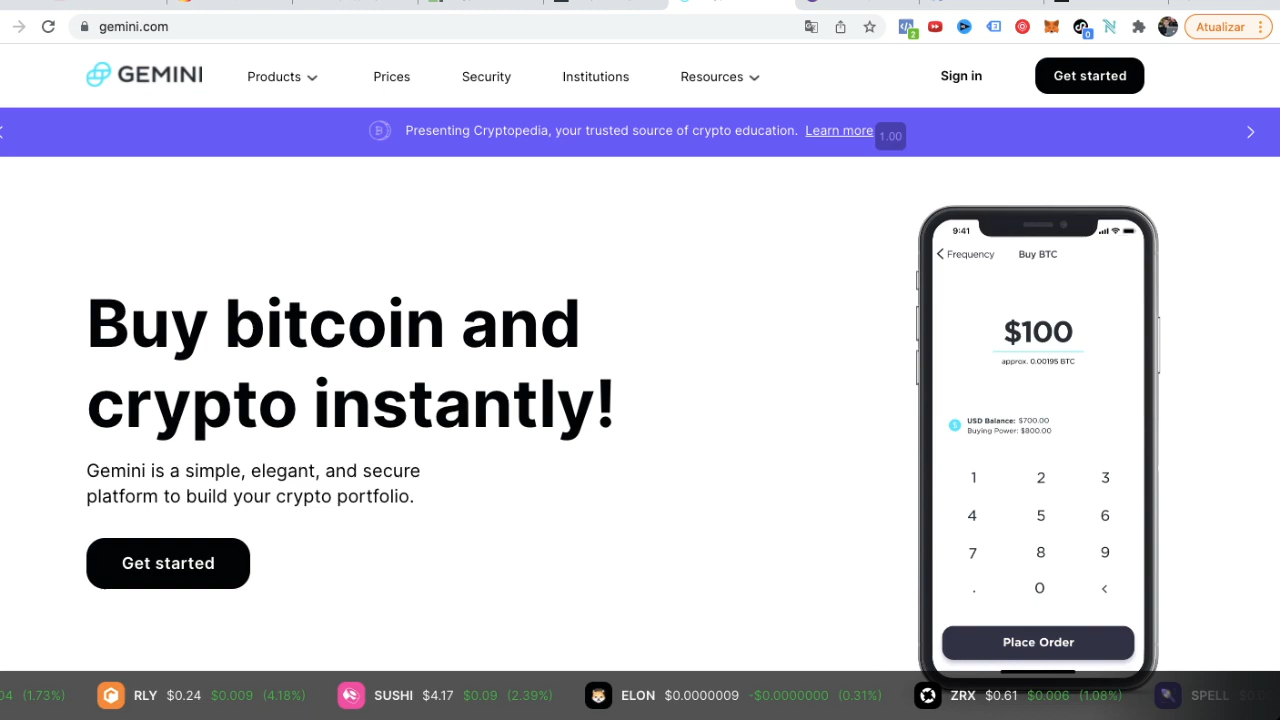 gemini.com
2
0
Atualizar
GEMINI
Products
Prices
Security
Institutions
Resources
Sign in
Get started
Presenting Cryptopedia, your trusted source of crypto education. Learn more
1.00
9:41
Frequency
Buy BTC
$100
approx. 0.00195 BTC
Buy bitcoin and
crypto instantly!
USD Balance: $700.00
Buying Power: $800.00
Gemini is a simple, elegant, and secure
platform to build your crypto portfolio.
1 2 3
4 5 6
7 8 9
. 0 <
Get started
Place Order
04 (1.73%) RLY $0.24 $0.009 (4.18%) SUSHI $4.17 $0.09 (2.39%) ELON $0.0000009 -$0.0000000 (0.31%) ZRX $0.61 $0.006 (1.08%) SPELL